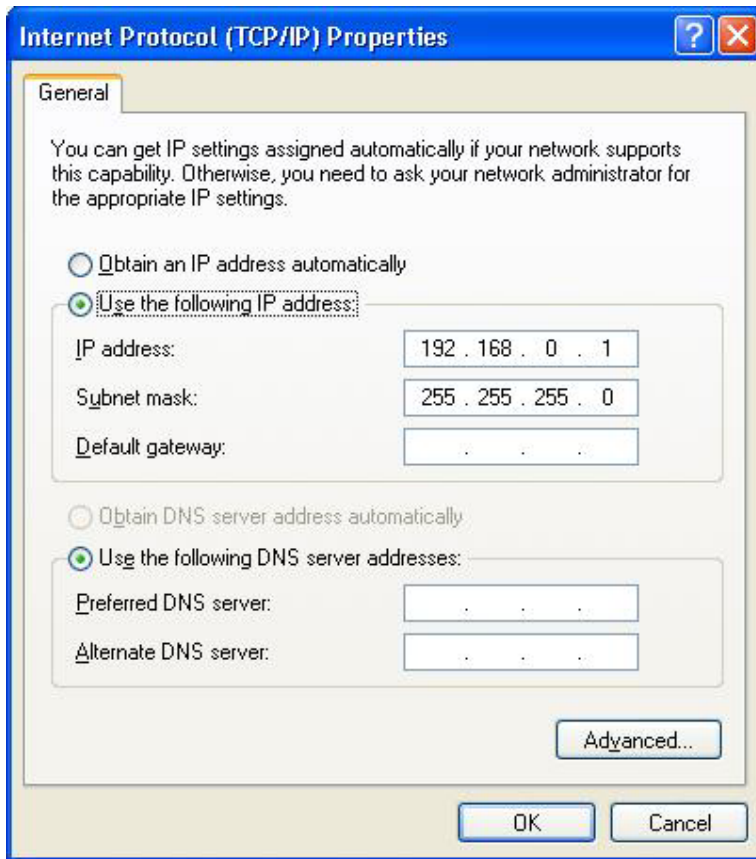 Internet Protocol (TCP/IP) Properties
General
You can get IP settings assigned automatically if your network supports
this capability. Otherwise, you need to ask your network administrator for
the appropriate IP settings.
Obtain an IP address automatically
Use the following IP address:
IP address: 192 . 168 . 0 . 1
Subnet mask: 255 . 255 . 255 . 0
Default gateway: . . .
Obtain DNS server address automatically
Use the following DNS server addresses:
Preferred DNS server: . . .
Alternate DNS server: . . .
Advanced...
OK Cancel